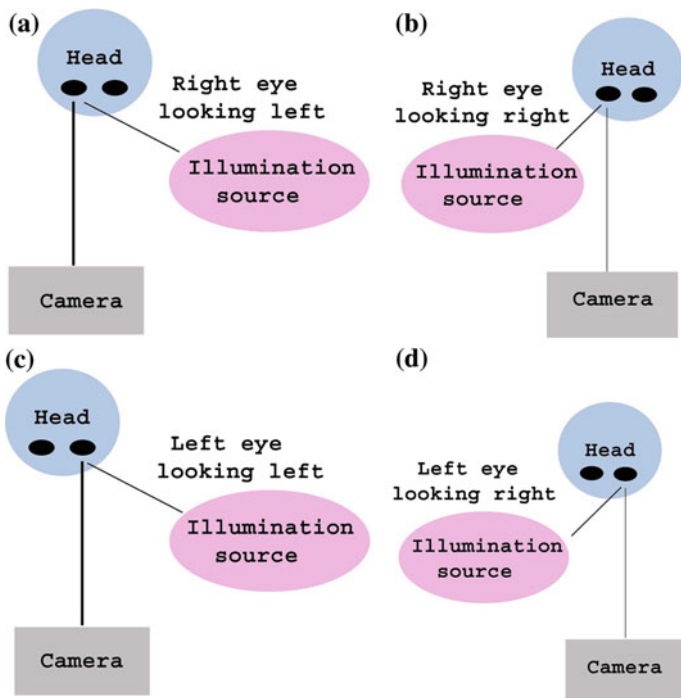 (a)
Head
Right eye
looking left
Illumination
source
Camera
(b)
Head
Right eye
looking right
Illumination
source
Camera
(c)
Head
Left eye
looking left
Illumination
source
Camera
(d)
Head
Left eye
looking right
Illumination
source
Camera